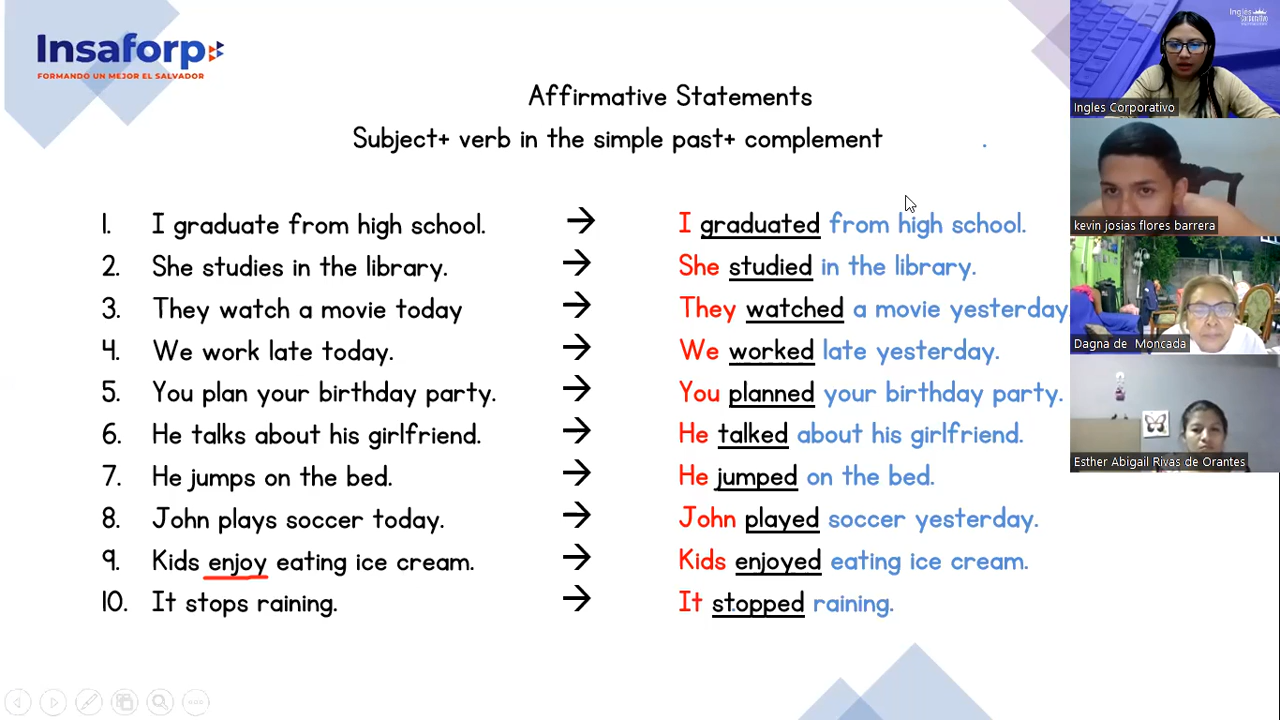 Insaforp
FORMANDO UN MEJOR EL SALVADOR
Affirmative Statements
Subject+ verb in the simple past+ complement .
1. I graduate from high school. → I graduated from high school.
2. She studies in the library. → She studied in the library.
3. They watch a movie today → They watched a movie yesterday
4. We work late today. → We worked late yesterday.
5. You plan your birthday party. → You planned your birthday party.
6. He talks about his girlfriend. → He talked about his girlfriend.
7. He jumps on the bed. → He jumped on the bed.
8. John plays soccer today. → John played soccer yesterday.
9. Kids enjoy eating ice cream. → Kids enjoyed eating ice cream.
10. It stops raining. → It stopped raining.
Ingles
Corporativo
Ingles Corporativo
kevin josias flores barrera
Dagna de Moncada
Esther Abigail Rivas de Orantes